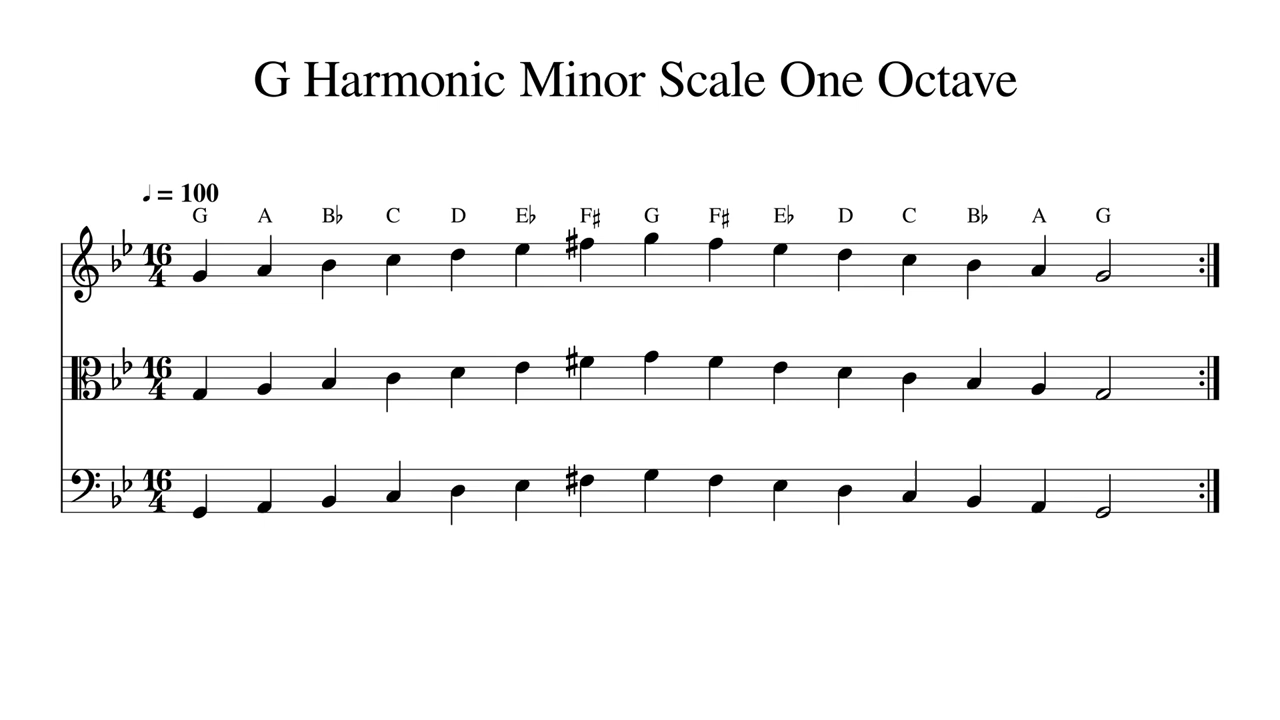 G Harmonic Minor Scale One Octave
♩ = 100
G A B♭ C D E♭ F♯ G F♯ E♭ D C B♭ A G
16
4
16
4
16
4